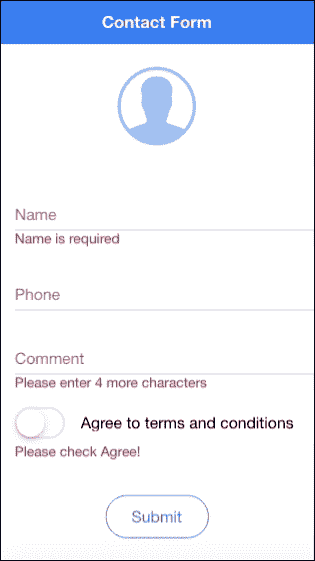 Contact Form
Name
Name is required
Phone
Comment
Please enter 4 more characters
Agree to terms and conditions
Please check Agree!
Submit